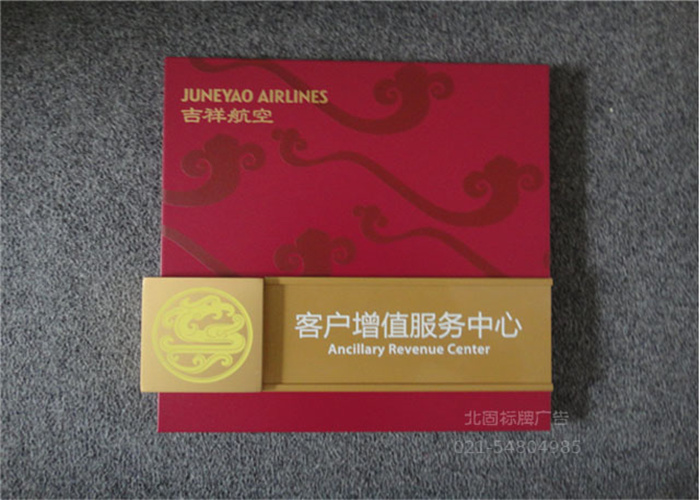 JUNEYAO AIRLINES
吉祥航空
客户增值服务中心
Ancillary Revenue Center
北固标牌广告
021-54804985